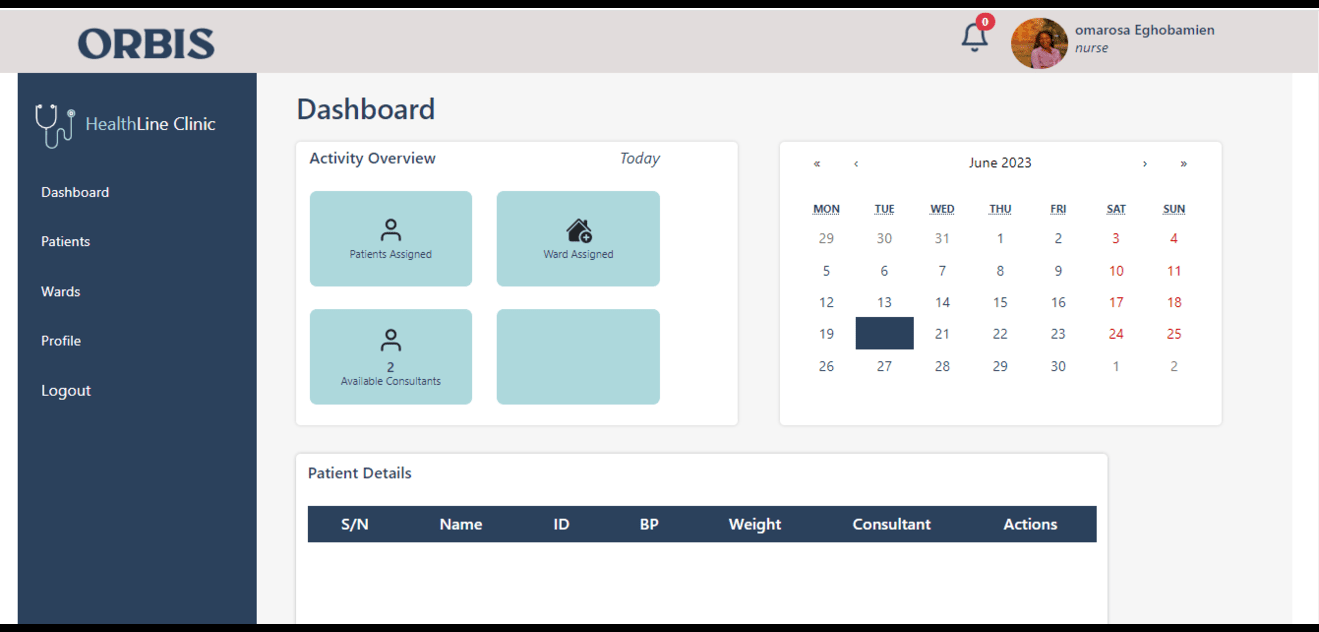 ORBIS
0
omarosa Eghobamien
nurse
HealthLine Clinic
Dashboard
Patients
Wards
Profile
Logout
Dashboard
Activity Overview Today
Patients Assigned
Ward Assigned
2
Available Consultants
« ‹ June 2023 › »
MON TUE WED THU FRI SAT SUN
29 30 31 1 2 3 4
5 6 7 8 9 10 11
12 13 14 15 16 17 18
19 21 22 23 24 25
26 27 28 29 30 1 2
Patient Details
S/N Name ID BP Weight Consultant Actions